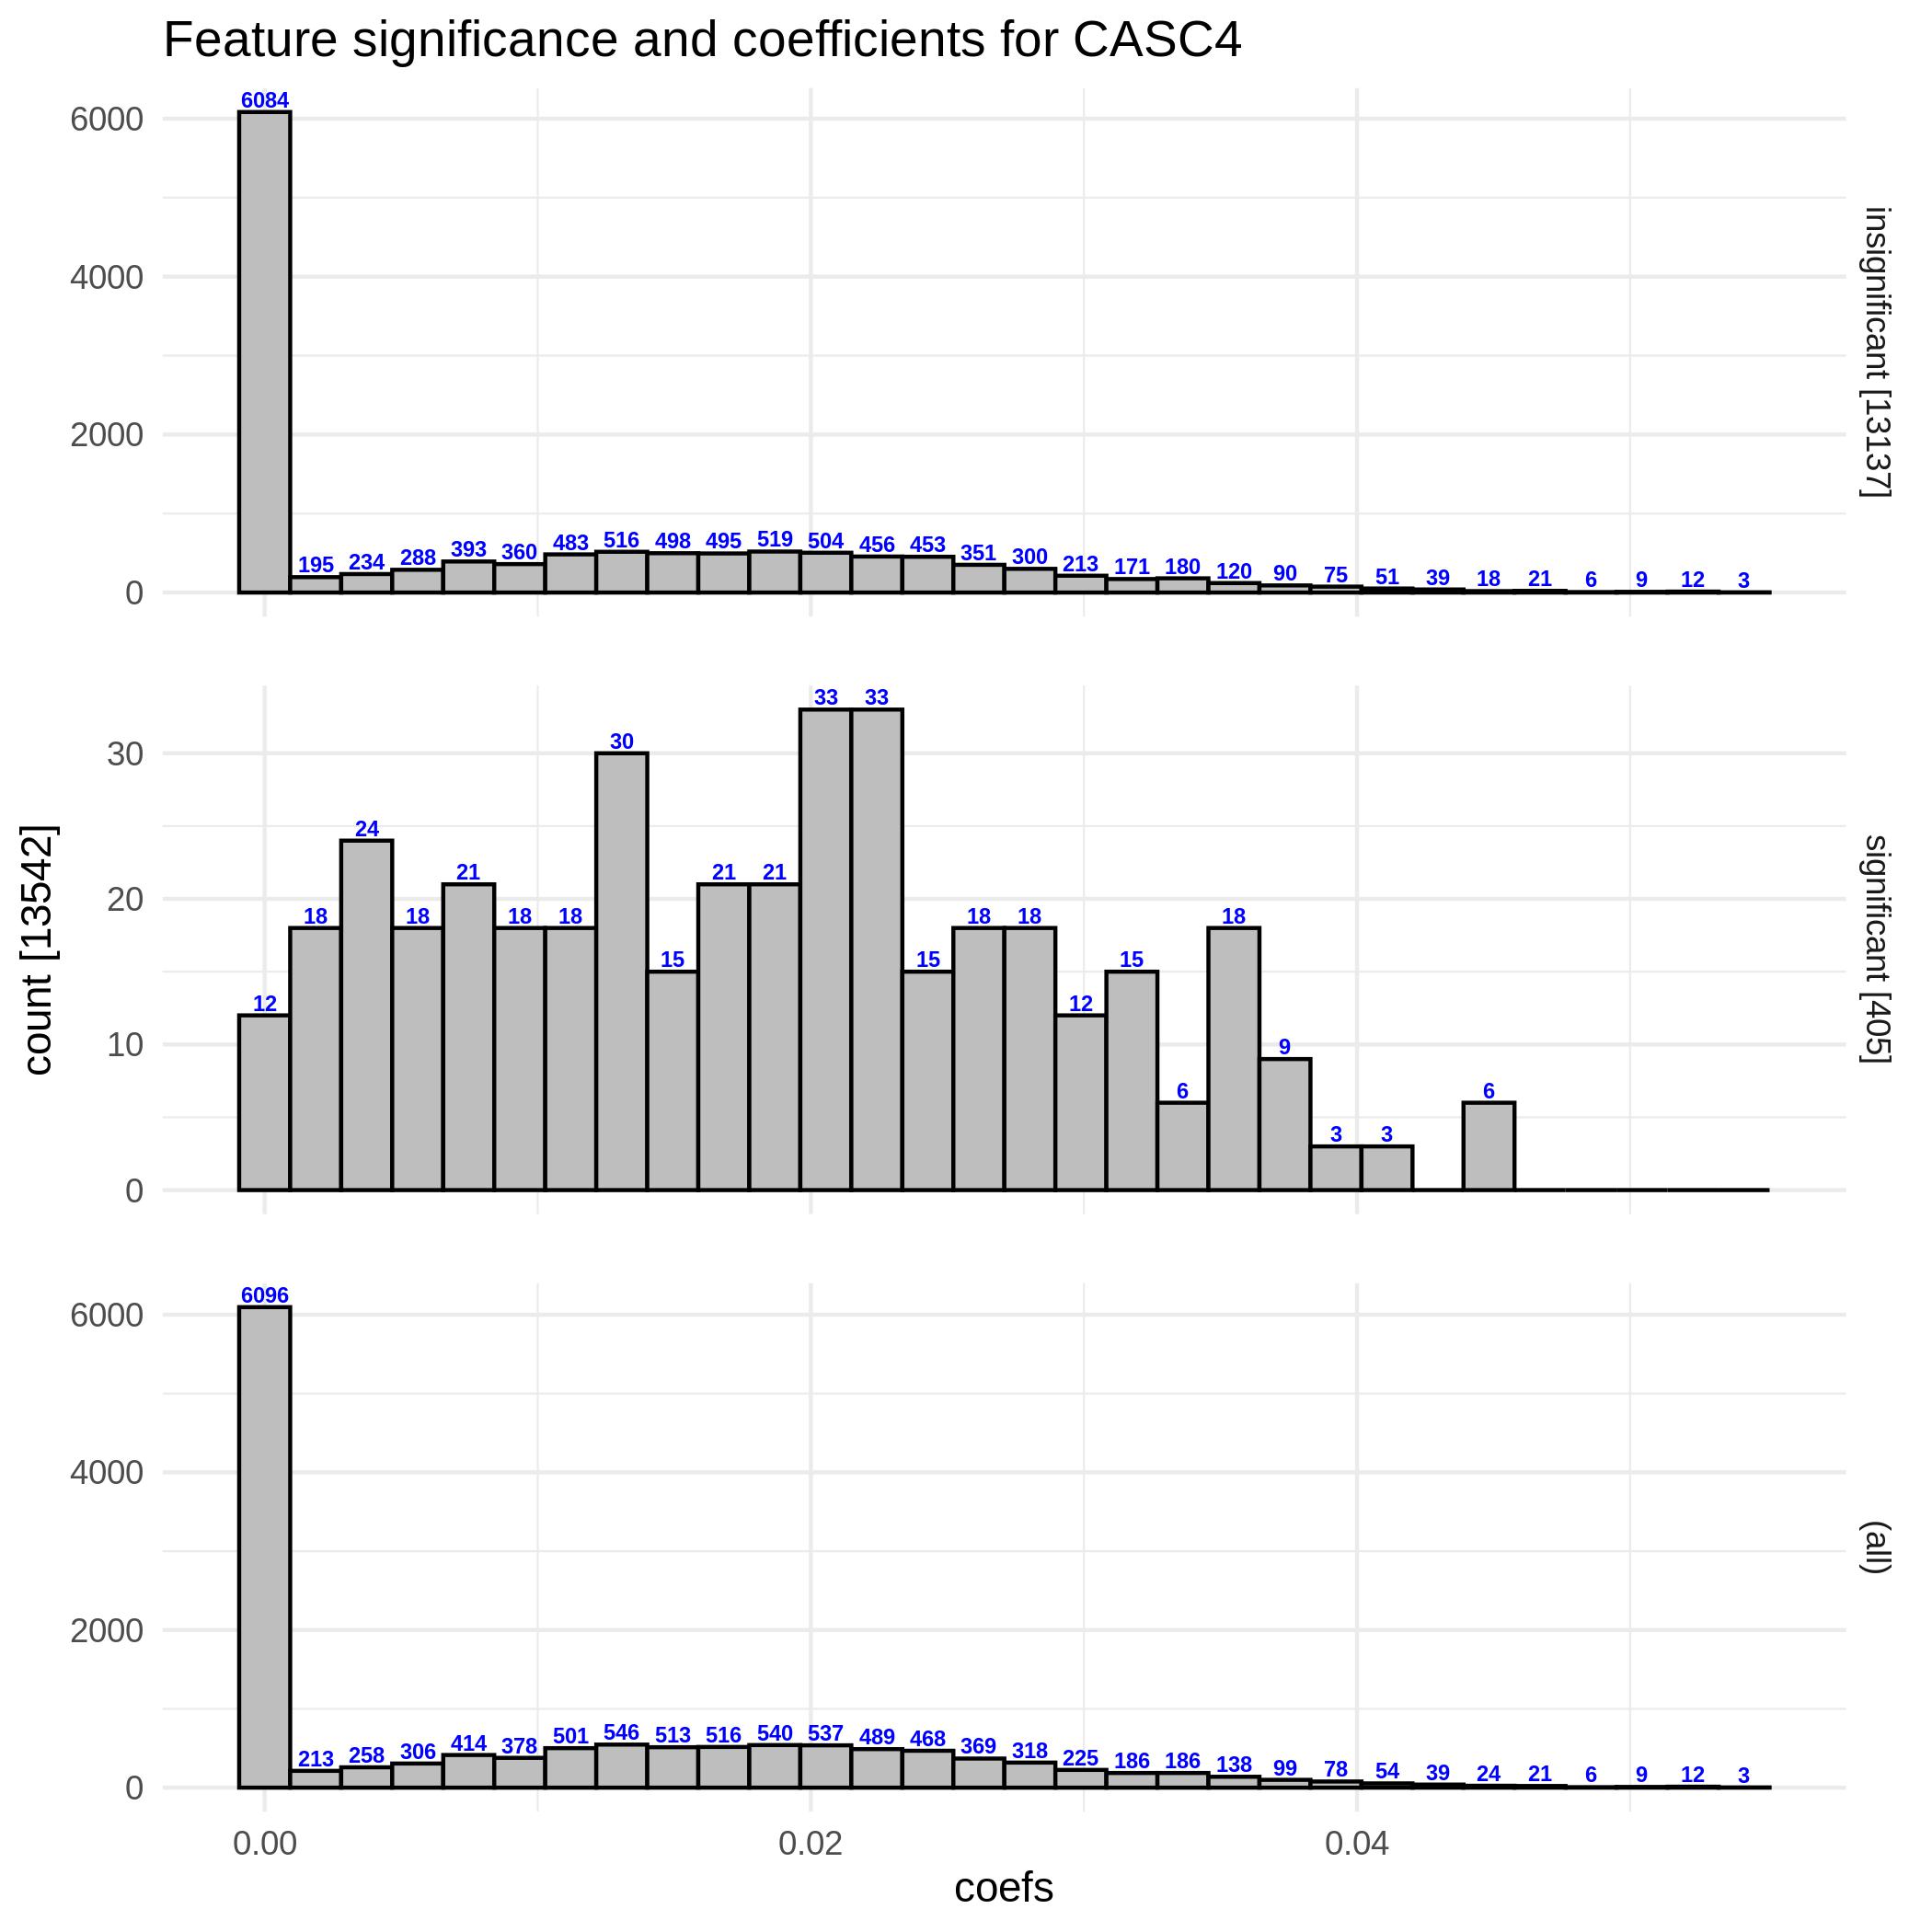 Feature significance and coefficients for CASC4
6084
6000
4000
2000
0
195 234 288 393 360 483 516 498 495 519 504 456 453 351 300 213 171 180 120 90 75 51 39 18 21 6 9 12 3
insignificant [13137]
33 33
30
30
24
21 21 21
20
18 18 18 18 18 18 18
15 15 15
12 12
10
9
6 6
3 3
0
significant [405]
count [13542]
6096
6000
4000
2000
0
213 258 306 414 378 501 546 513 516 540 537 489 468 369 318 225 186 186 138 99 78 54 39 24 21 6 9 12 3
(all)
0.00 0.02 0.04
coefs